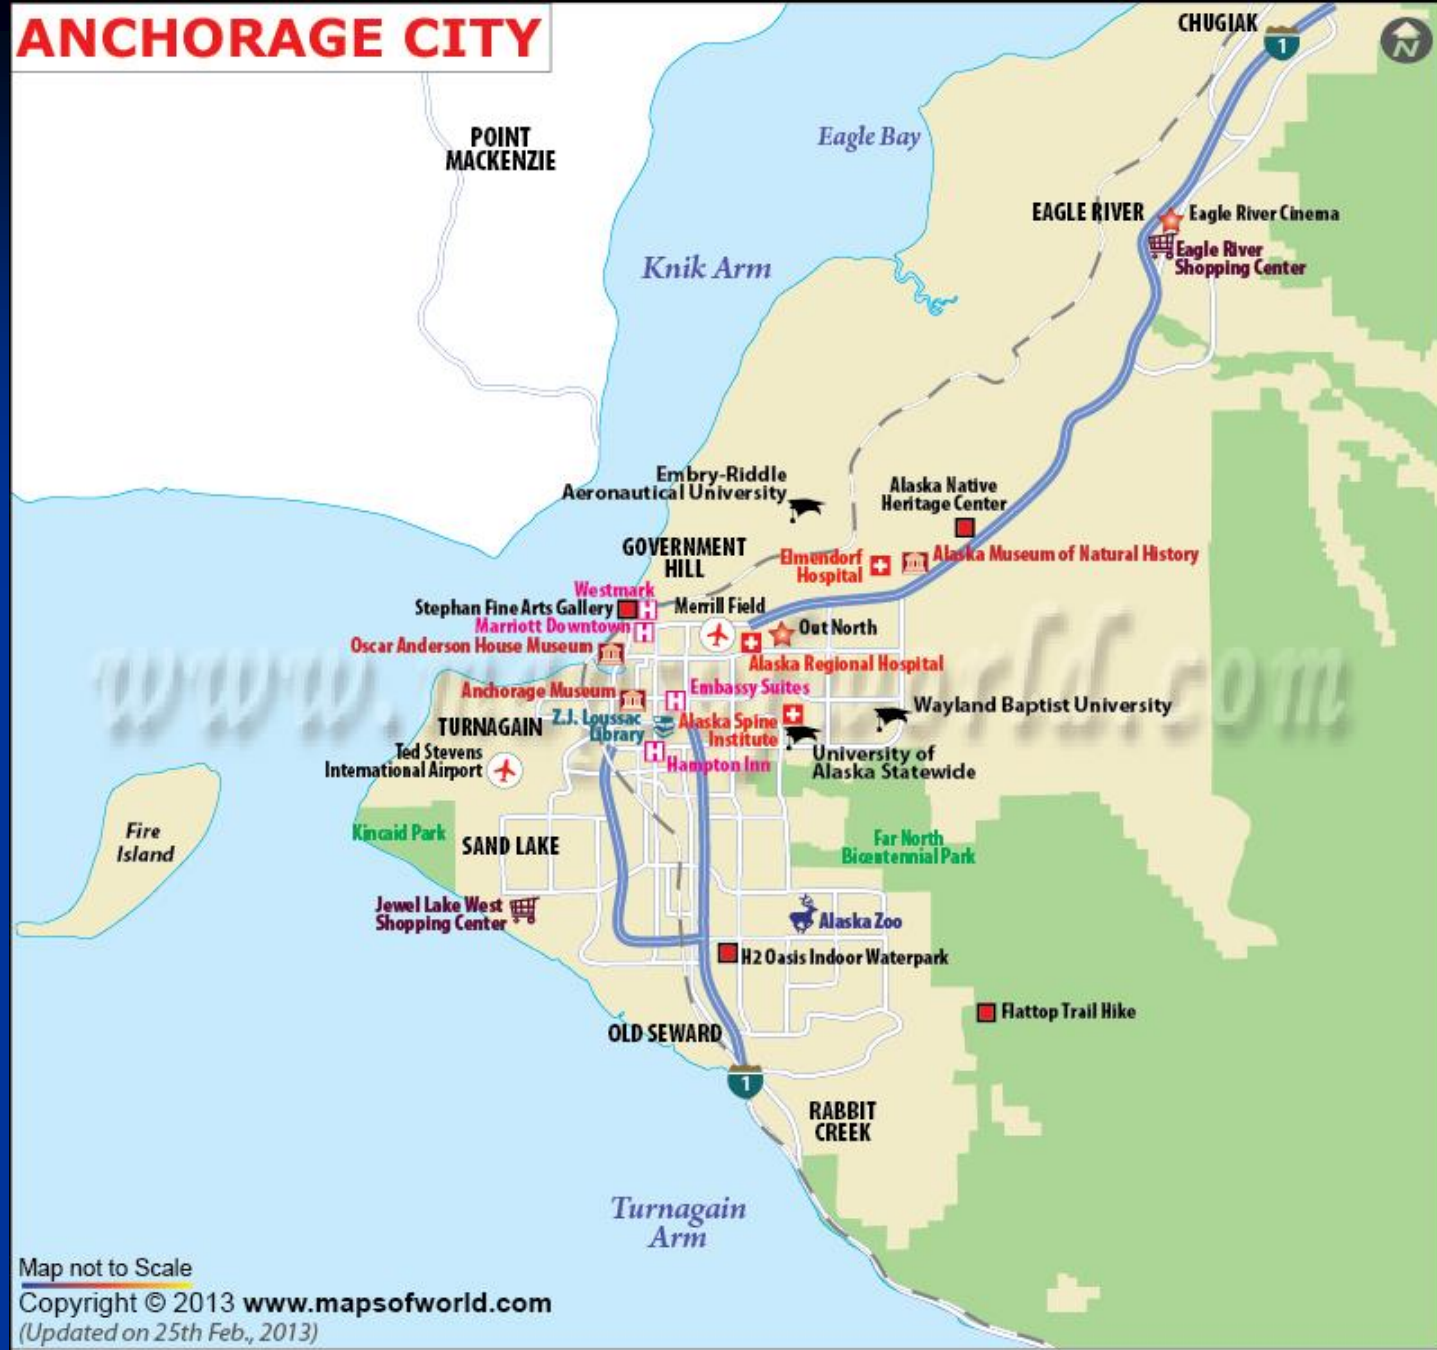 ANCHORAGE CITY
CHUGIAK
1
N
POINT
MACKENZIE
Eagle Bay
EAGLE RIVER
Eagle River Cinema
Eagle River
Shopping Center
Knik Arm
Embry-Riddle
Aeronautical University
Alaska Native
Heritage Center
GOVERNMENT
HILL
Elmendorf
Hospital
Alaska Museum of Natural History
Westmark
H
Stephan Fine Arts Gallery
Merrill Field
Marriott Downtown
H
Out North
Oscar Anderson House Museum
Alaska Regional Hospital
www.mapsofworld.com
Anchorage Museum
H
Embassy Suites
Wayland Baptist University
TURNAGAIN
Z.J. Loussac
Library
Alaska Spine
Institute
Ted Stevens
International Airport
H
Hampton Inn
University of
Alaska Statewide
Fire
Island
Kincaid Park
SAND LAKE
Far North
Bicentennial Park
Jewel Lake West
Shopping Center
Alaska Zoo
H2 Oasis Indoor Waterpark
Flattop Trail Hike
OLD SEWARD
1
RABBIT
CREEK
Turnagain
Arm
Map not to Scale
Copyright © 2013 www.mapsofworld.com
(Updated on 25th Feb., 2013)